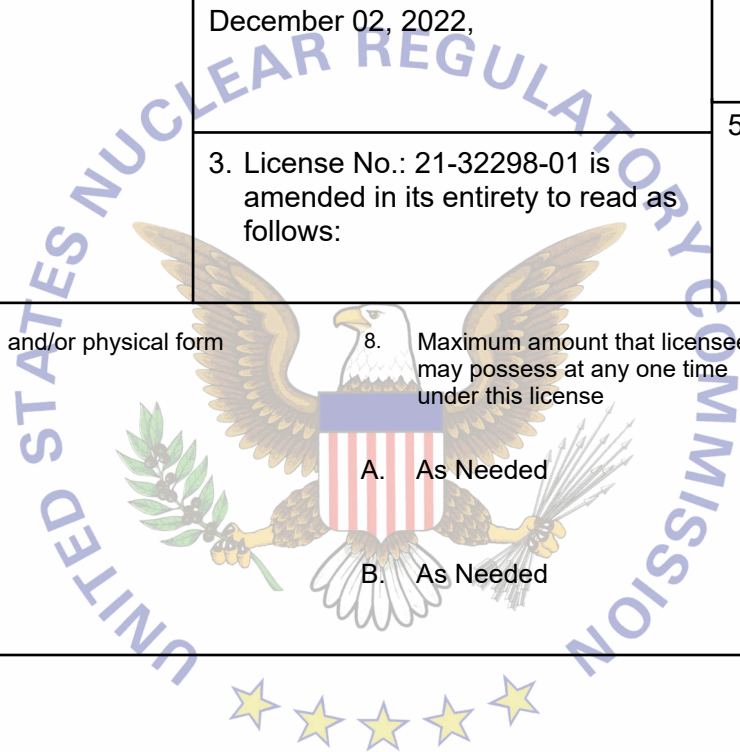 December 02, 2022,
5
3. License No.: 21-32298-01 is
amended in its entirety to read as
follows:
and/or physical form
8. Maximum amount that licensee
may possess at any one time
under this license
A. As Needed
B. As Needed
UNITED STATES NUCLEAR REGULATORY COMMISSION